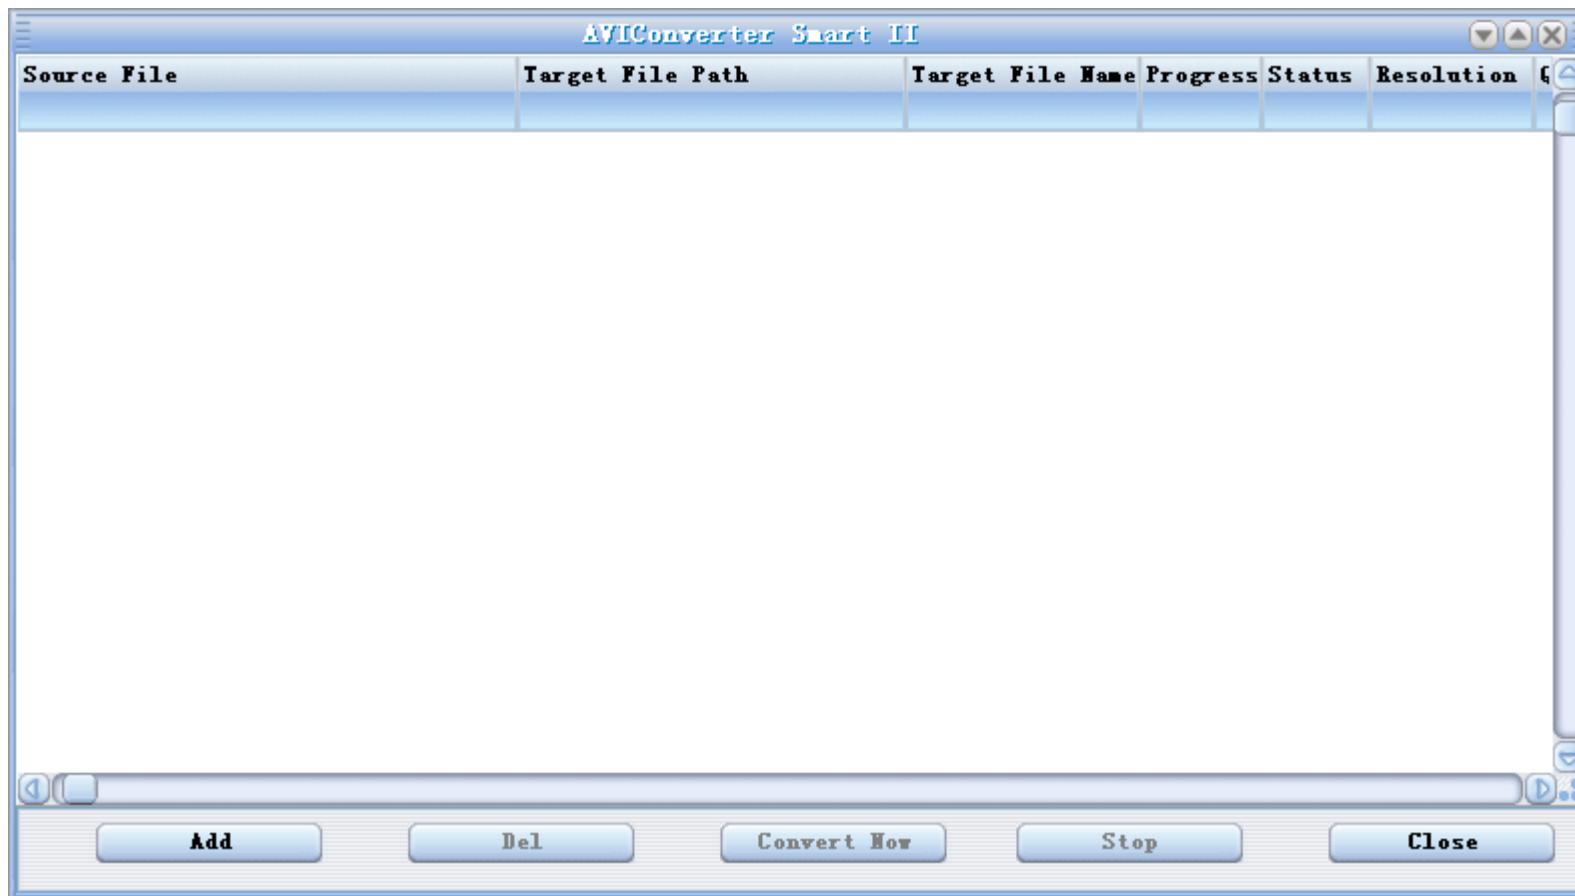 AVIConverter Smart II
Source File Target File Path Target File Name Progress Status Resolution
Add Del Convert Now Stop Close